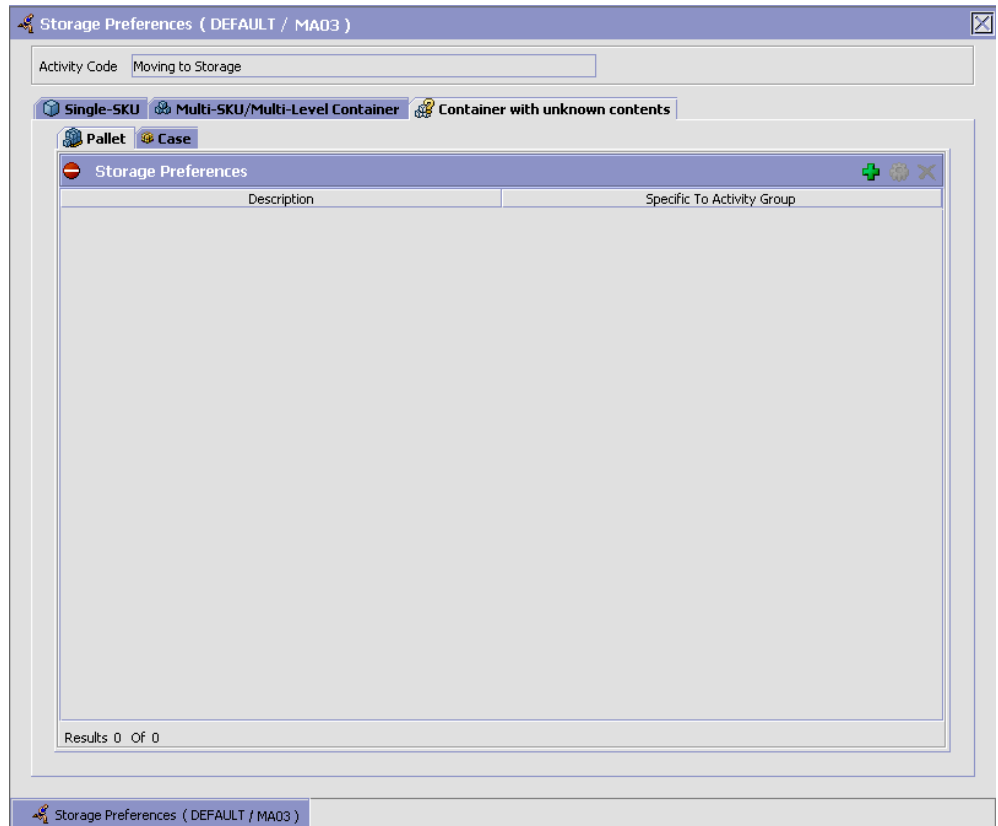 Storage Preferences ( DEFAULT / MA03 )
Activity Code Moving to Storage
Single-SKU Multi-SKU/Multi-Level Container Container with unknown contents
Pallet Case
Storage Preferences
Description Specific To Activity Group
Results 0 Of 0
Storage Preferences ( DEFAULT / MA03 )